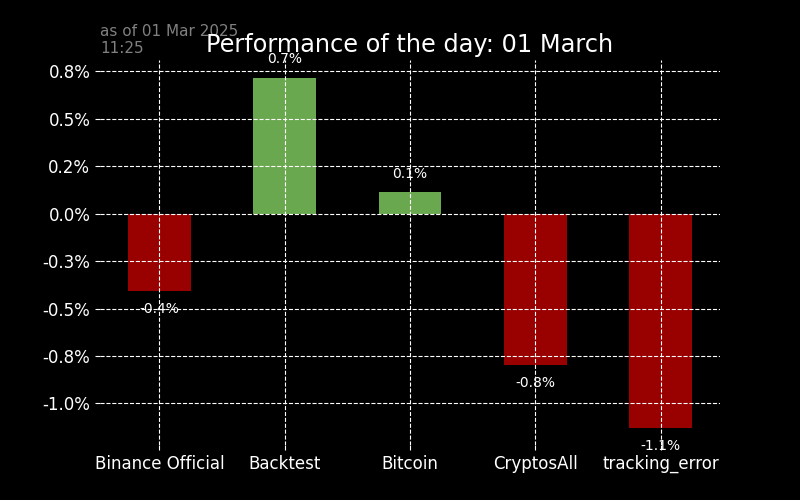 as of 01 Mar 2025
11:25
Performance of the day: 01 March
0.8%
0.5%
0.2%
0.0%
-0.3%
-0.5%
-0.8%
-1.0%
-0.4%
0.7%
0.1%
-0.8%
-1.1%
Binance Official
Backtest
Bitcoin
CryptosAll
tracking_error